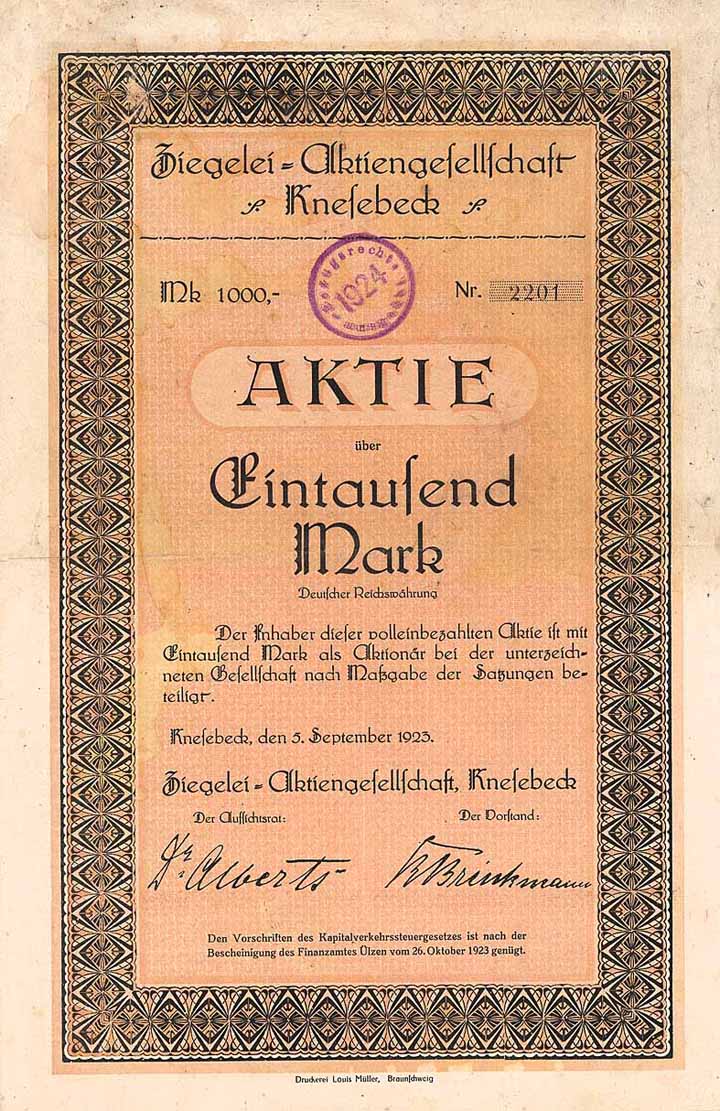 Ziegelei = Aktiengeſellſchaft
Kneſebeck
Mk 1000,-
Bezugsrecht
1924
Nr. 2201
AKTIE
über
Eintauſend
Mark
Deutſcher Reichswährung
Der Inhaber dieſer volleinbezahlten Aktie iſt mit
Eintauſend Mark als Aktionär bei der unterzeich-
neten Geſellſchaft nach Maßgabe der Satzungen be-
teiligt.
Kneſebeck, den 5. September 1923.
Ziegelei = Aktiengeſellſchaft, Kneſebeck
Der Aufſichtsrat:
Der Vorſtand:
Dr. Alberts
Brinkmann
Den Vorschriften des Kapitalverkehrssteuergesetzes ist nach der
Bescheinigung des Finanzamtes Ülzen vom 26. Oktober 1923 genügt.
Druckerei Louis Müller, Braunſchweig